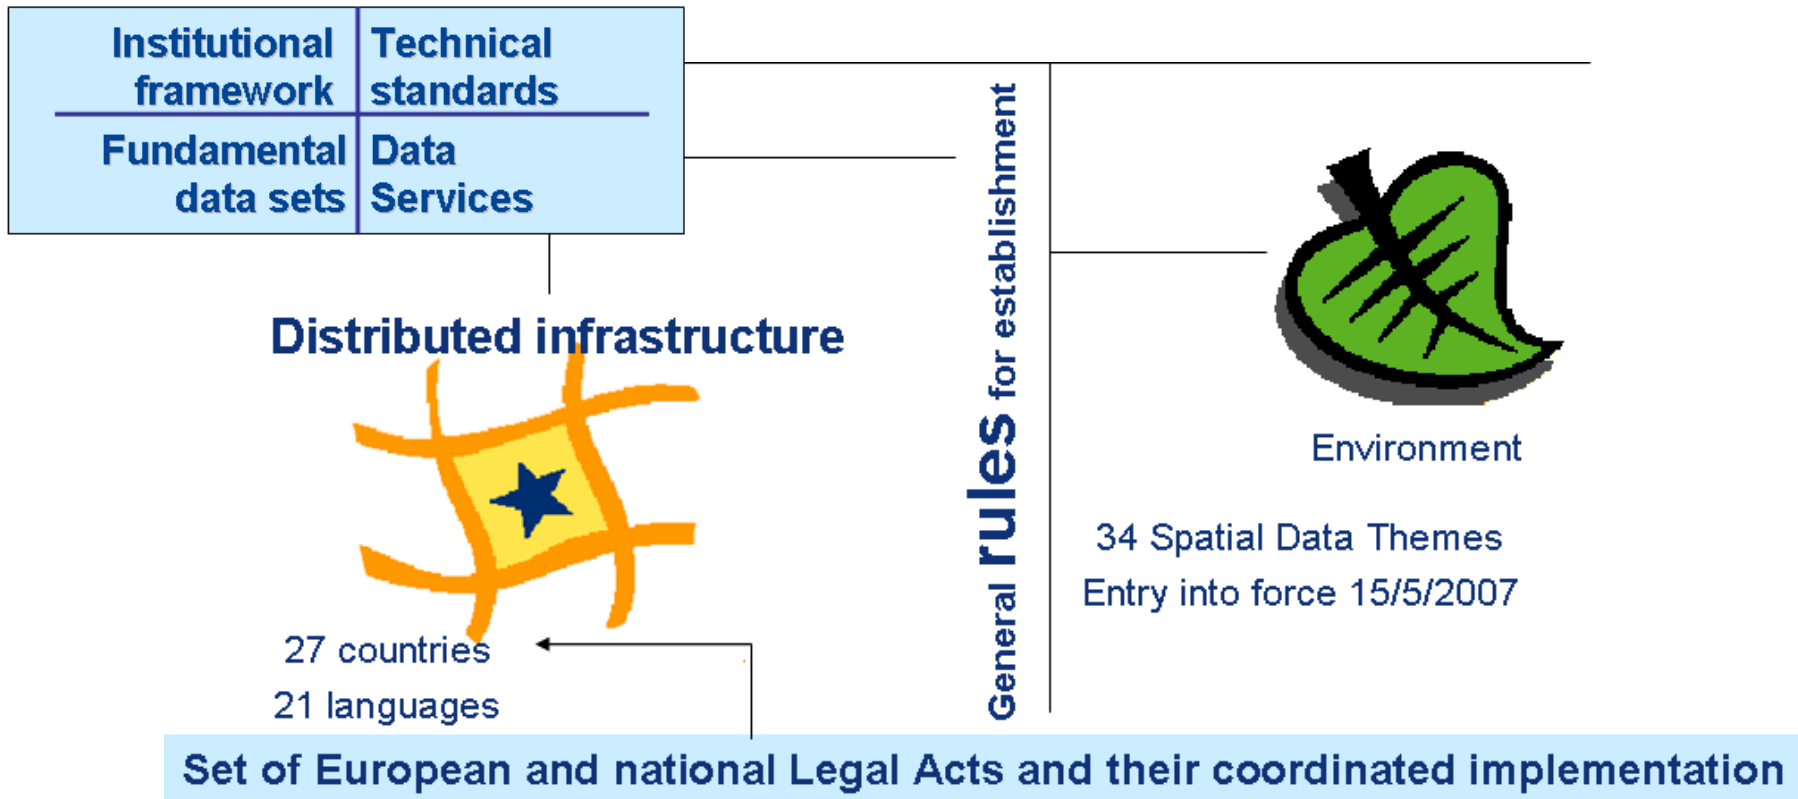 Institutional framework
Technical standards
Fundamental data sets
Data Services
Distributed infrastructure
27 countries
21 languages
General rules for establishment
Environment
34 Spatial Data Themes
Entry into force 15/5/2007
Set of European and national Legal Acts and their coordinated implementation